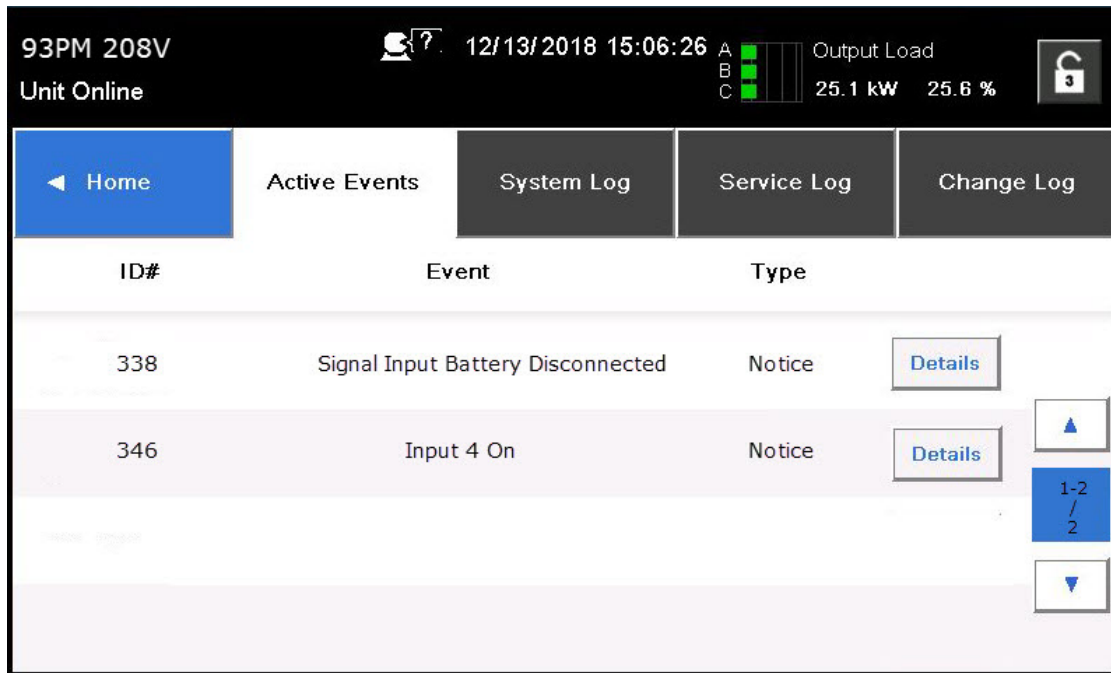 93PM 208V
Unit Online
?
12/13/2018 15:06:26
A
B
C
Output Load
25.1 kW 25.6 %
3
◄ Home
Active Events
System Log
Service Log
Change Log
ID# Event Type
338 Signal Input Battery Disconnected Notice Details
346 Input 4 On Notice Details
▲
1-2
/
2
▼